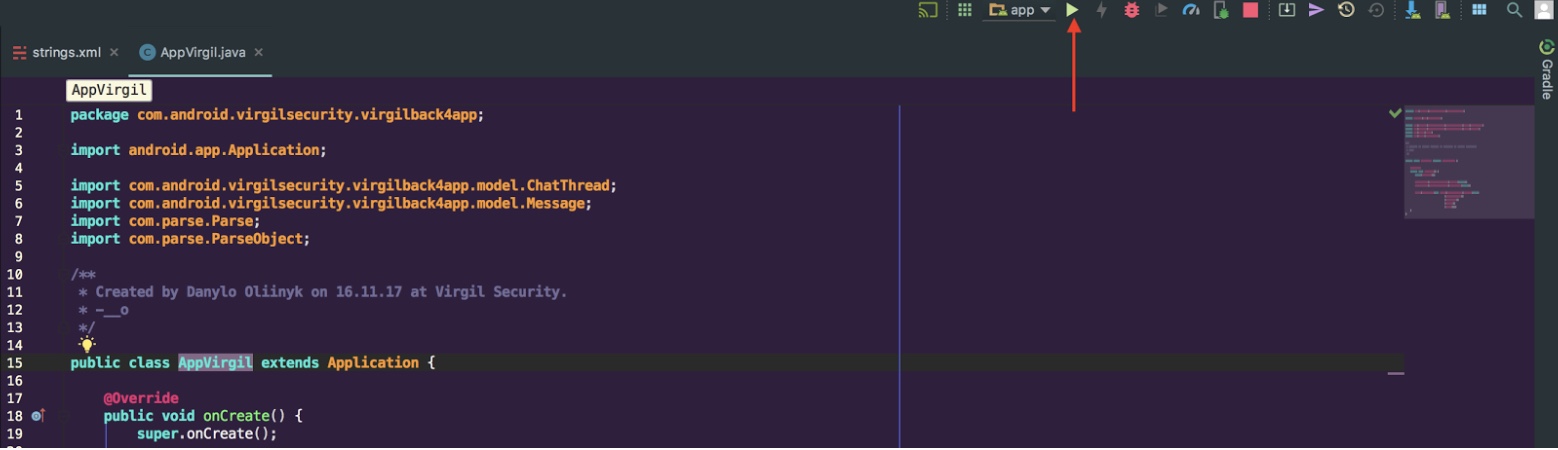 app
strings.xml
AppVirgil.java
Gradle
AppVirgil
1 package com.android.virgilsecurity.virgilback4app;
2
3 import android.app.Application;
4
5 import com.android.virgilsecurity.virgilback4app.model.ChatThread;
6 import com.android.virgilsecurity.virgilback4app.model.Message;
7 import com.parse.Parse;
8 import com.parse.ParseObject;
9
10 /**
11 * Created by Danylo Oliinyk on 16.11.17 at Virgil Security.
12 * -__o
13 */
14
15 public class AppVirgil extends Application {
16
17 @Override
18 public void onCreate() {
19 super.onCreate();